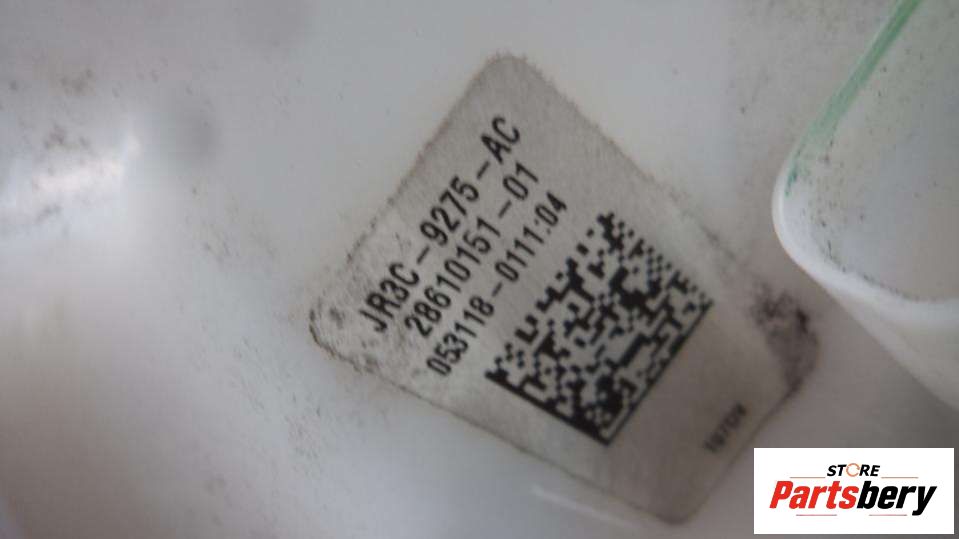 JR3C-9275-AC
28610151-01
053118-0111:04
STORE
Partsbery